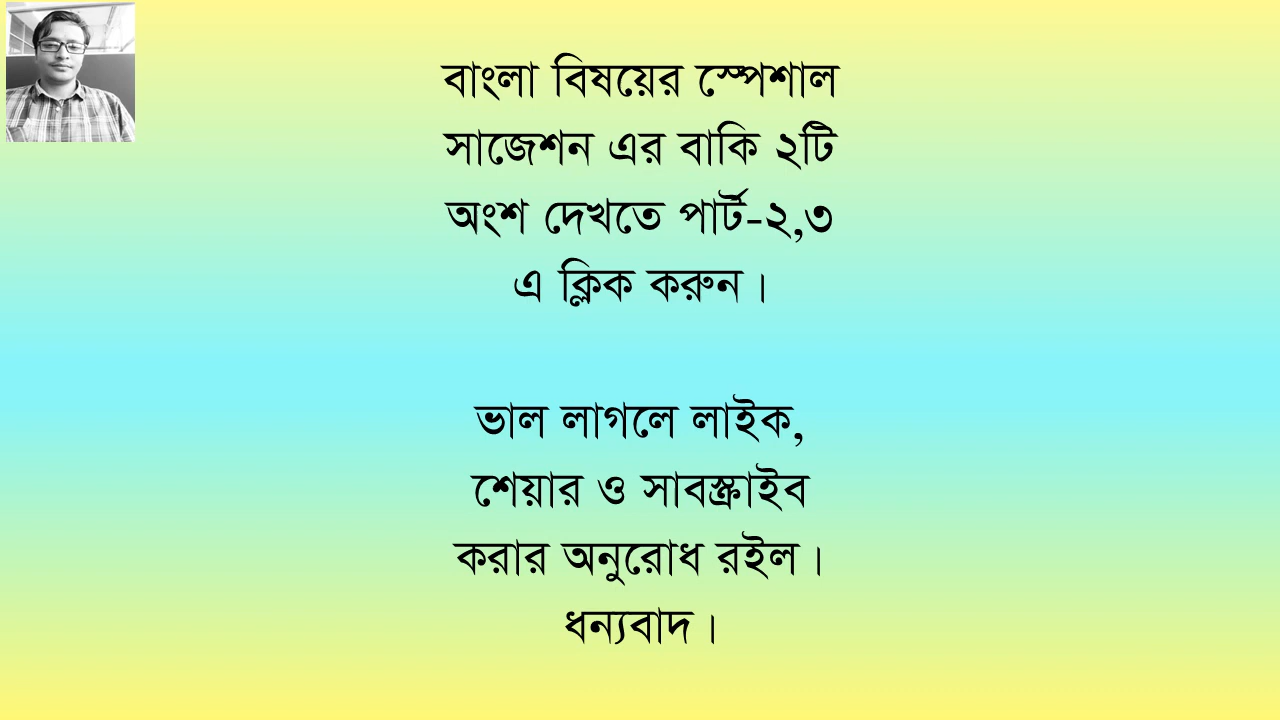 বাংলা বিষয়ের স্পেশাল
সাজেশন এর বাকি ২টি
অংশ দেখতে পার্ট-২,৩
এ ক্লিক করুন।
ভাল লাগলে লাইক,
শেয়ার ও সাবস্ক্রাইব
করার অনুরোধ রইল।
ধন্যবাদ।